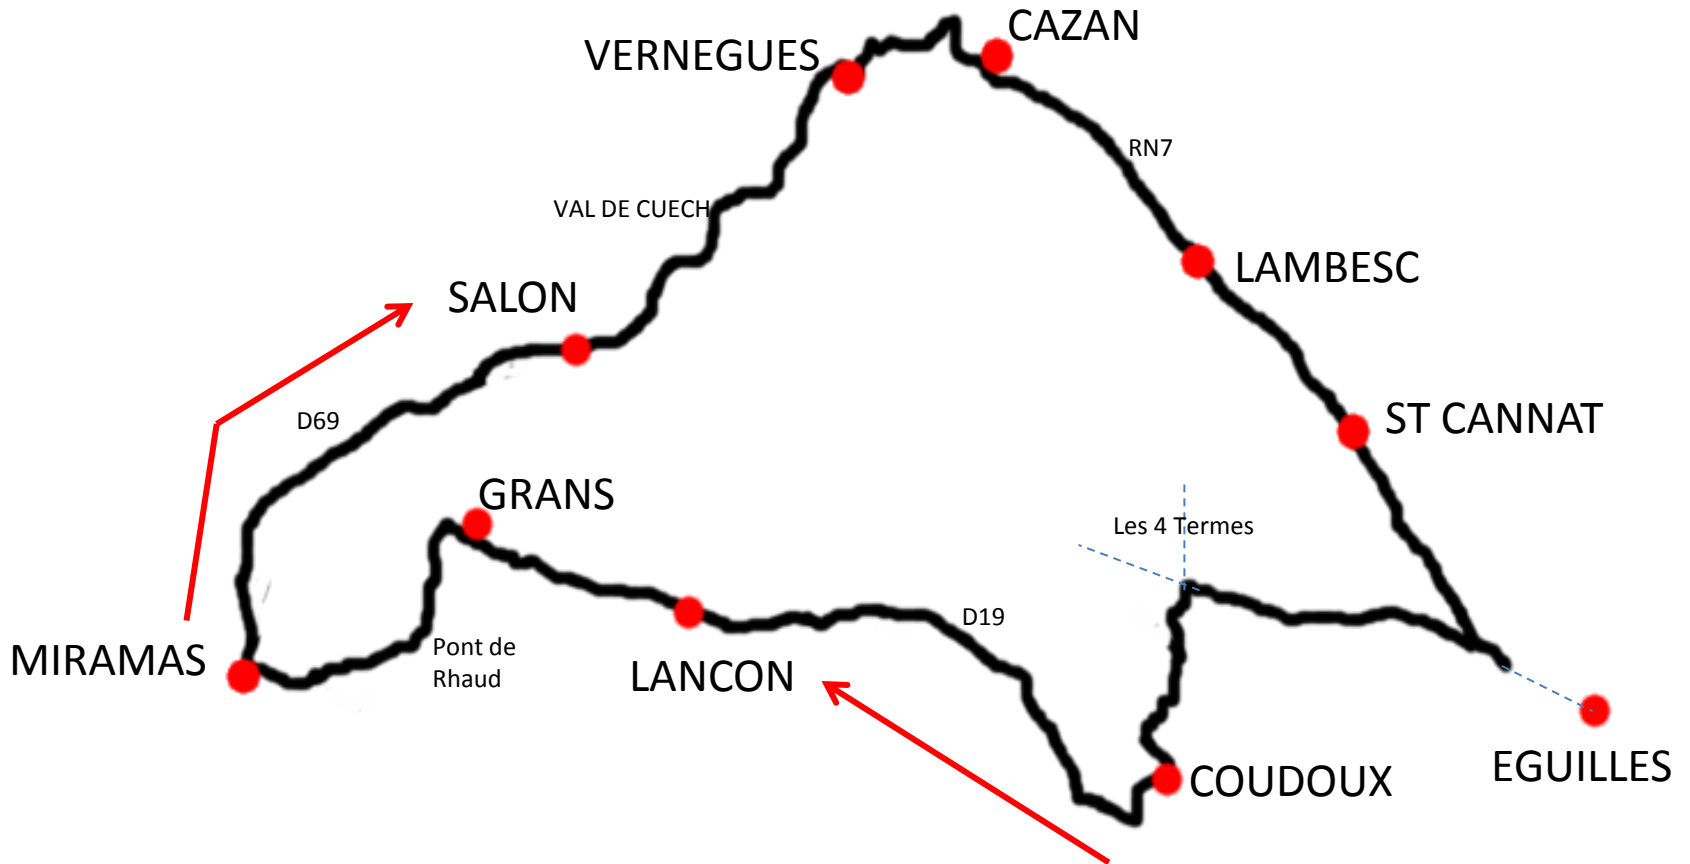 CAZAN
VERNEGUES
RN7
VAL DE CUECH
LAMBESC
SALON
D69
ST CANNAT
GRANS
Les 4 Termes
D19
Pont de
Rhaud
MIRAMAS
LANCON
EGUILLES
COUDOUX